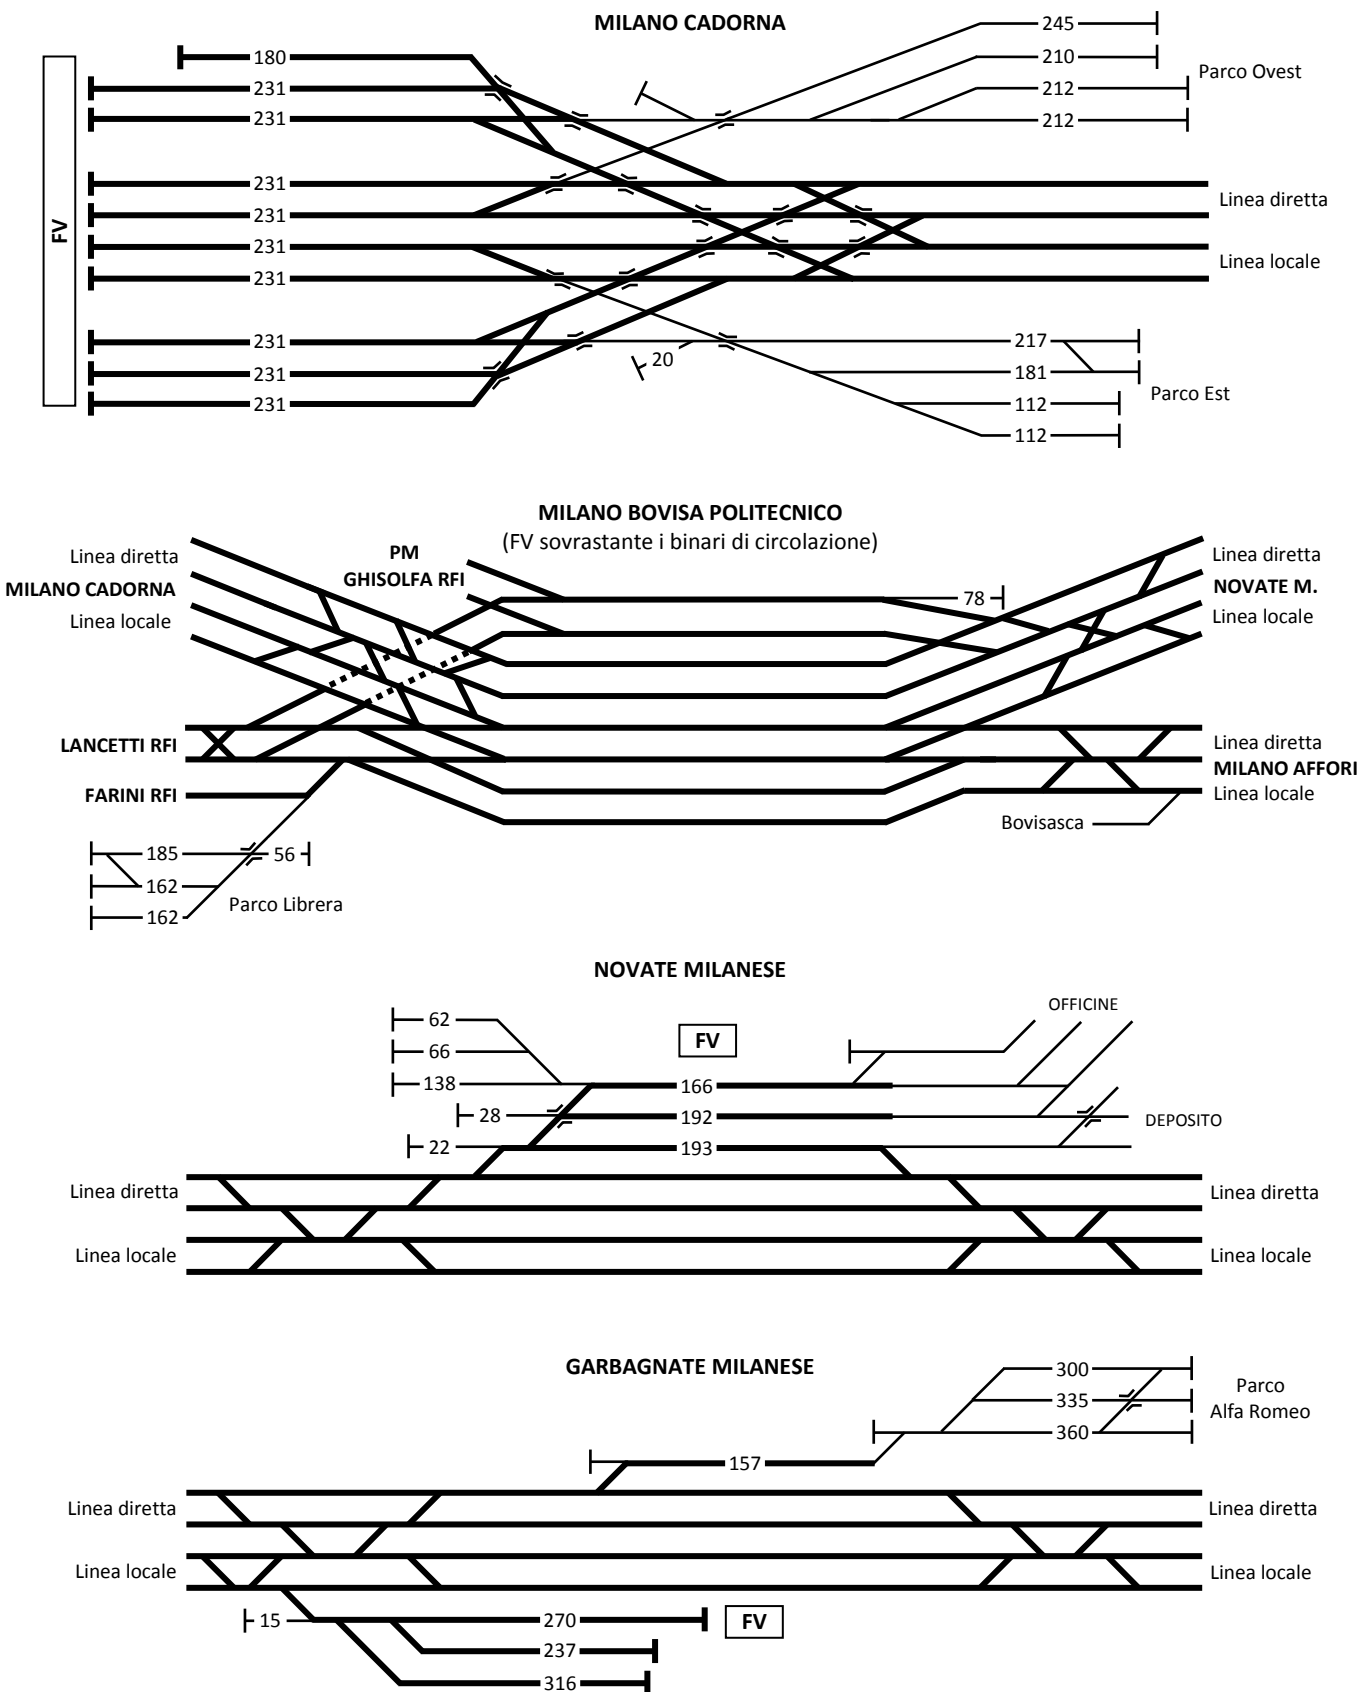 MILANO CADORNA
245
180
210
Parco Ovest
231
212
231
212
231
Linea diretta
231
FV
231
Linea locale
231
231
217
20
231
181
Parco Est
231
112
112
MILANO BOVISA POLITECNICO
(FV sovrastante i binari di circolazione)
Linea diretta
PM
GHISOLFA RFI
Linea diretta
MILANO CADORNA
NOVATE M.
78
Linea locale
Linea locale
LANCETTI RFI
Linea diretta
MILANO AFFORI
FARINI RFI
Linea locale
Bovisasca
185
56
162
Parco Librera
162
NOVATE MILANESE
OFFICINE
62
FV
66
138
166
28
192
DEPOSITO
22
193
Linea diretta
Linea diretta
Linea locale
Linea locale
GARBAGNATE MILANESE
300
Parco
Alfa Romeo
335
360
157
Linea diretta
Linea diretta
Linea locale
Linea locale
15
270
FV
237
316